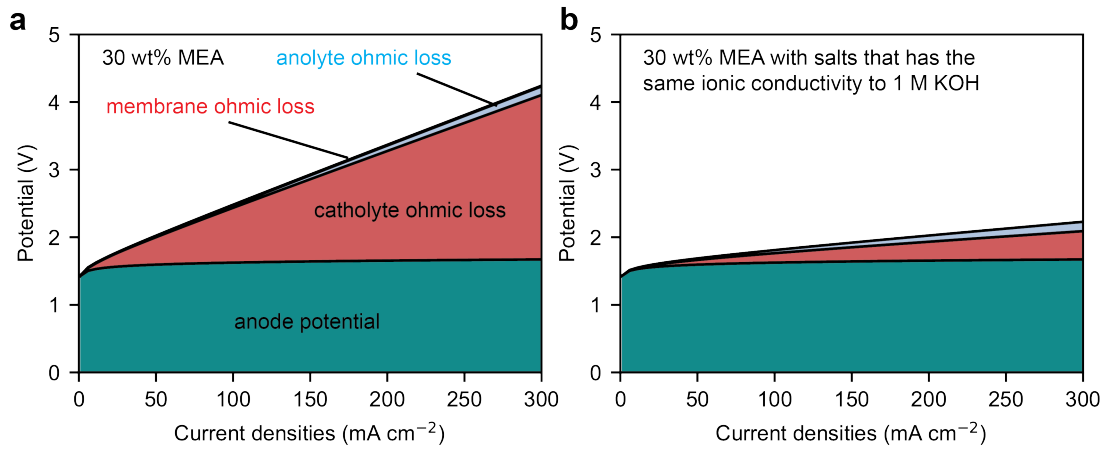 a
5
4
3
2
1
0
Potential (V)
30 wt% MEA
anolyte ohmic loss
membrane ohmic loss
catholyte ohmic loss
anode potential
0 50 100 150 200 250 300
Current densities (mA cm⁻²)
b
5
4
3
2
1
0
Potential (V)
30 wt% MEA with salts that has the
same ionic conductivity to 1 M KOH
0 50 100 150 200 250 300
Current densities (mA cm⁻²)